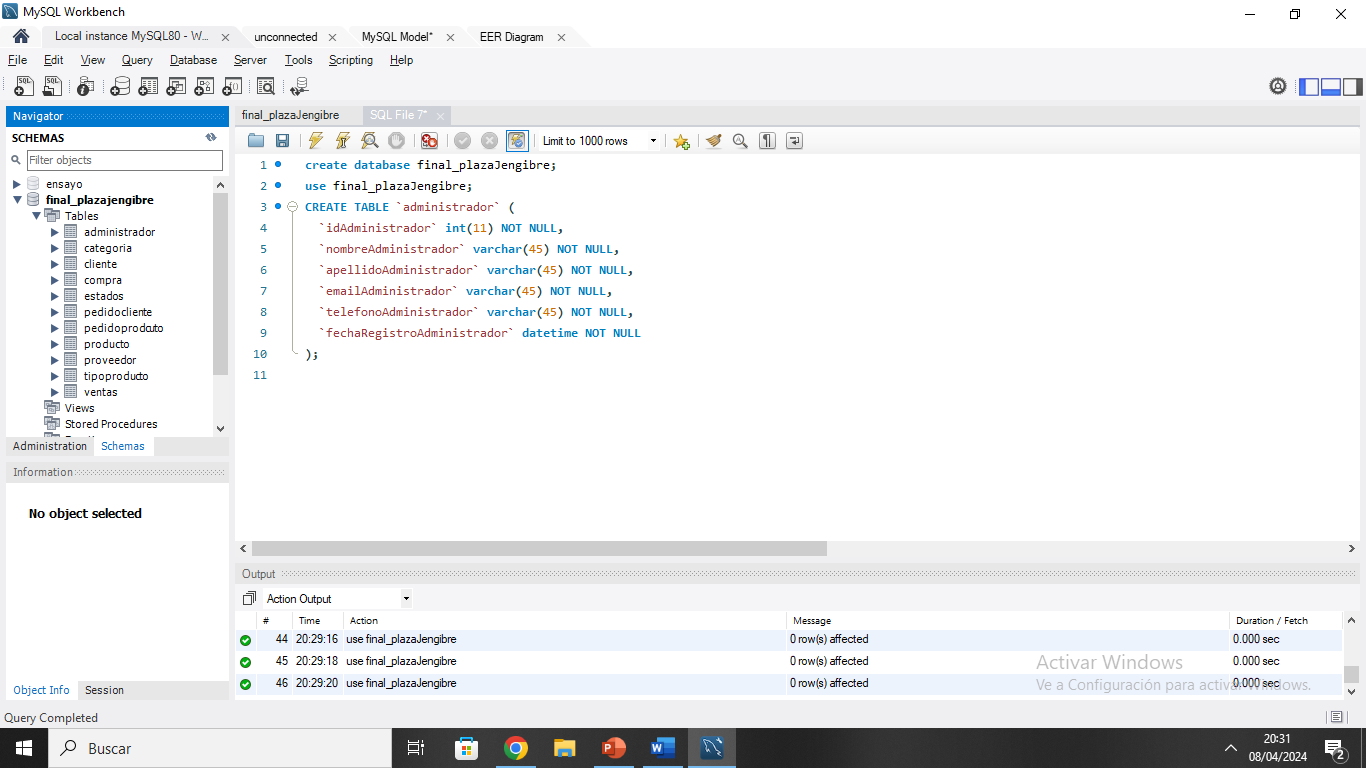 MySQL Workbench
Local instance MySQL80 - W...
unconnected
MySQL Model*
EER Diagram
File Edit View Query Database Server Tools Scripting Help
Navigator
SCHEMAS
Filter objects
ensayo
final_plazajengibre
Tables
administrador
categoria
cliente
compra
estados
pedidocliente
pedidoproducto
producto
proveedor
tipoproducto
ventas
Views
Stored Procedures
Administration Schemas
Information
No object selected
Object Info Session
final_plazaJengibre
SQL File 7*
Limit to 1000 rows
1 create database final_plazaJengibre;
2 use final_plazaJengibre;
3 CREATE TABLE `administrador` (
4 `idAdministrador` int(11) NOT NULL,
5 `nombreAdministrador` varchar(45) NOT NULL,
6 `apellidoAdministrador` varchar(45) NOT NULL,
7 `emailAdministrador` varchar(45) NOT NULL,
8 `telefonoAdministrador` varchar(45) NOT NULL,
9 `fechaRegistroAdministrador` datetime NOT NULL
10 );
11
Output
Action Output
# Time Action Message Duration / Fetch
44 20:29:16 use final_plazaJengibre 0 row(s) affected 0.000 sec
45 20:29:18 use final_plazaJengibre 0 row(s) affected 0.000 sec
46 20:29:20 use final_plazaJengibre 0 row(s) affected 0.000 sec
Activar Windows
Ve a Configuración para activar Windows.
Query Completed
Buscar
20:31
08/04/2024
2